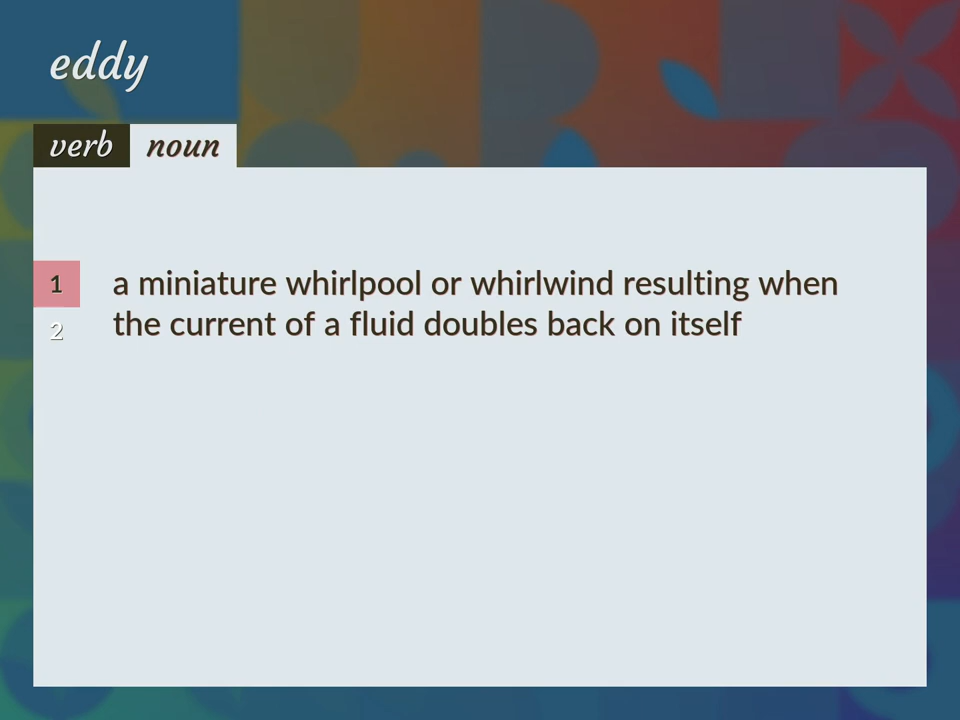 eddy
verb noun
1 a miniature whirlpool or whirlwind resulting when
2 the current of a fluid doubles back on itself